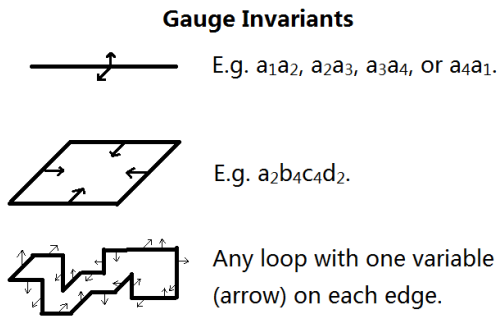 Gauge Invariants
E.g. a₁a₂, a₂a₃, a₃a₄, or a₄a₁.
E.g. a₂b₄c₄d₂.
Any loop with one variable
(arrow) on each edge.